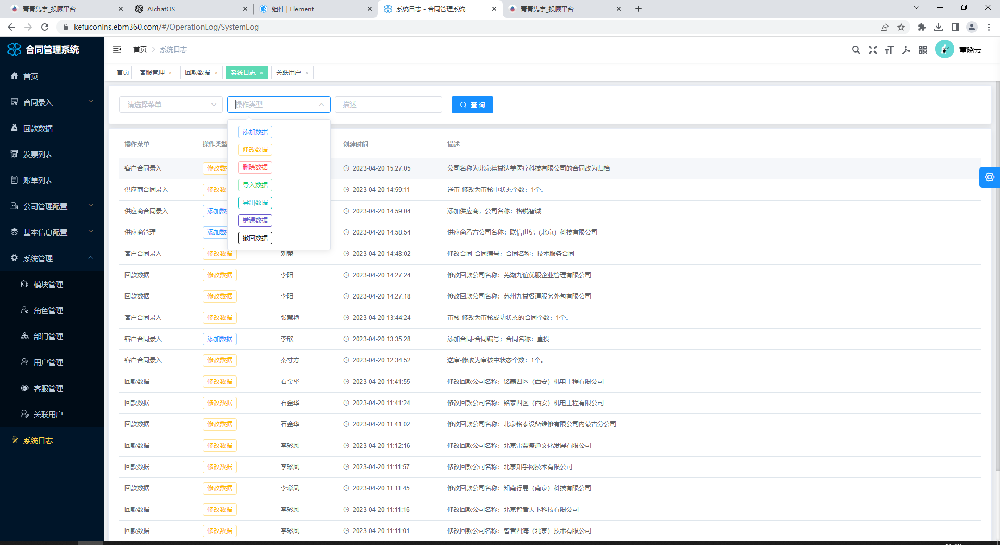 青青隽宇_投顾平台
AIchatOS
组件 | Element
系统日志 - 合同管理系统
青青隽宇_投顾平台
kefuconins.ebm360.com/#/OperationLog/SystemLog
合同管理系统
首页
系统日志
董晓云
首页
客服管理
回款数据
系统日志
关联用户
首页
合同录入
回款数据
发票列表
账单列表
公司管理配置
基本信息配置
系统管理
模块管理
角色管理
部门管理
用户管理
客服管理
关联用户
系统日志
请选择菜单
操作类型
描述
查 询
添加数据
修改数据
删除数据
导入数据
导出数据
错误数据
撤回数据
操作菜单 操作类型 创建时间 描述
客户合同录入 修改数 2023-04-20 15:27:05 公司名称为北京德益达美医疗科技有限公司的合同改为归档
供应商合同录入 修改数 2023-04-20 14:59:11 送审-修改为审核中状态个数：1个。
供应商合同录入 添加数 2023-04-20 14:59:04 添加供应商，公司名称：格锐智诚
供应商管理 添加数 2023-04-20 14:58:54 供应商乙方公司名称：联信世纪（北京）科技有限公司
客户合同录入 修改数据 刘赞 2023-04-20 14:48:02 修改合同-合同编号；合同名称：技术服务合同
回款数据 修改数据 李阳 2023-04-20 14:27:24 修改回款公司名称：芜湖九谊优服企业管理有限公司
回款数据 修改数据 李阳 2023-04-20 14:27:18 修改回款公司名称：苏州九益餐道服务外包有限公司
客户合同录入 修改数据 张慧艳 2023-04-20 13:44:24 审核-修改为审核成功状态的合同个数：1个。
客户合同录入 添加数据 李欣 2023-04-20 13:35:28 添加合同-合同编号；合同名称：直投
客户合同录入 修改数据 秦寸方 2023-04-20 12:34:52 送审-修改为审核中状态个数：1个。
回款数据 修改数据 石金华 2023-04-20 11:41:55 修改回款公司名称：铭泰四区（西安）机电工程有限公司
回款数据 修改数据 石金华 2023-04-20 11:41:24 修改回款公司名称：铭泰四区（西安）机电工程有限公司
回款数据 修改数据 石金华 2023-04-20 11:41:02 修改回款公司名称：北京铭泰设备维修有限公司内蒙古分公司
回款数据 修改数据 李彩凤 2023-04-20 11:12:16 修改回款公司名称：北京雷盟盛通文化发展有限公司
回款数据 修改数据 李彩凤 2023-04-20 11:11:57 修改回款公司名称：北京知乎网技术有限公司
回款数据 修改数据 李彩凤 2023-04-20 11:11:45 修改回款公司名称：知南行易（南京）科技有限公司
回款数据 修改数据 李彩凤 2023-04-20 11:11:16 修改回款公司名称：北京智者天下科技有限公司
回款数据 修改数据 李彩凤 2023-04-20 11:11:01 修改回款公司名称：智者四海（北京）技术有限公司